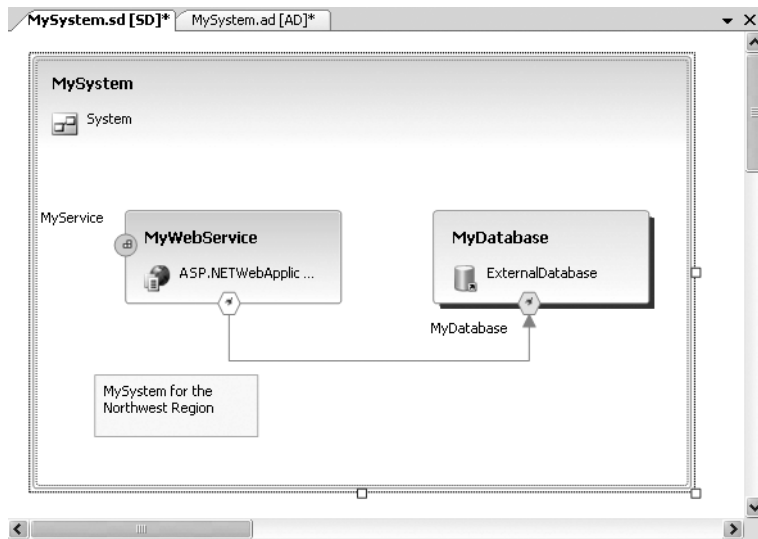 MySystem.sd [SD]*
MySystem.ad [AD]*
MySystem
System
MyService
MyWebService
ASP.NETWebApplic ...
MyDatabase
ExternalDatabase
MyDatabase
MySystem for the
Northwest Region